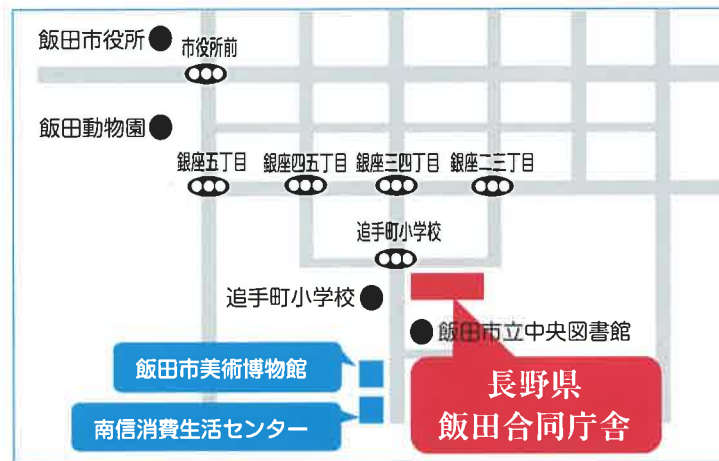 飯田市役所
市役所前
飯田動物園
銀座五丁目
銀座四五丁目
銀座三四丁目
銀座二三丁目
追手町小学校
追手町小学校
飯田市立中央図書館
飯田市美術博物館
南信消費生活センター
長野県
飯田合同庁舎